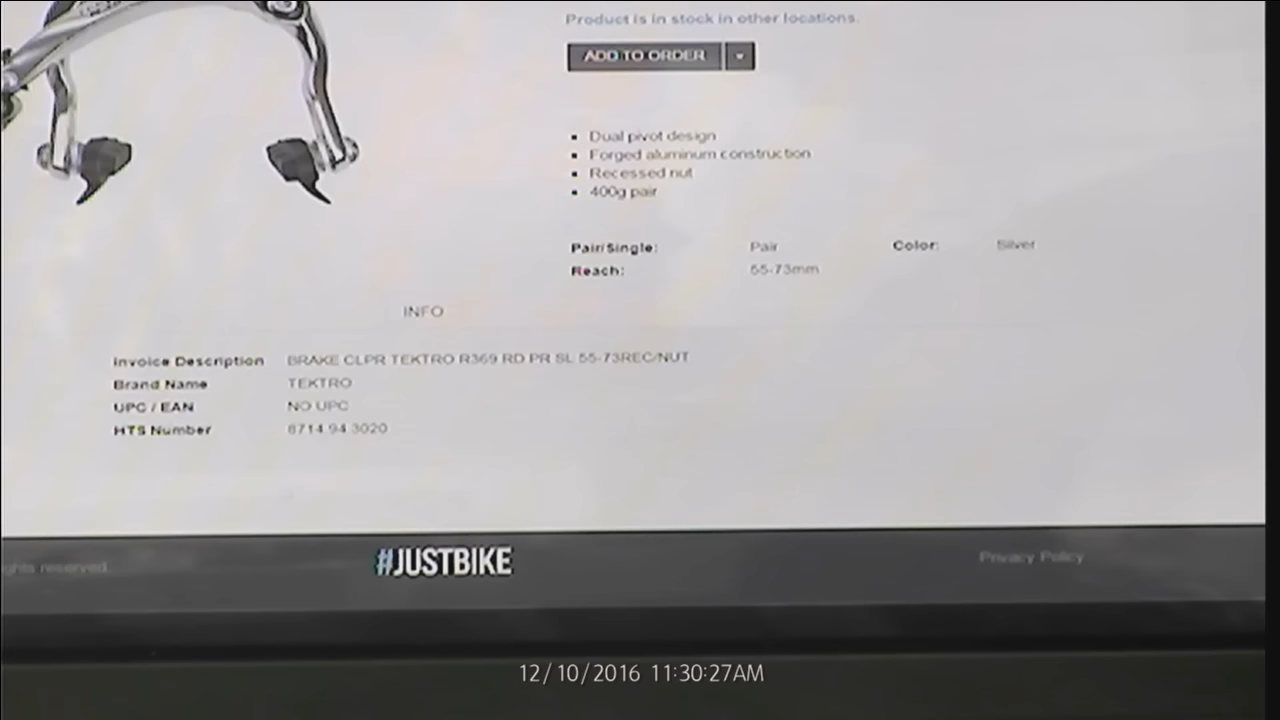 Product is in stock in other locations.
ADD TO ORDER
Dual pivot design
Forged aluminum construction
Recessed nut
400g pair
Pair/Single: Pair Color: Silver
Reach: 55-73mm
INFO
Invoice Description BRAKE CLPR TEKTRO R369 RD PR SL 55-73REC/NUT
Brand Name TEKTRO
UPC / EAN NO UPC
HTS Number 8714.94.3020
reserved. #JUSTBIKE Privacy Policy
12/10/2016 11:30:27AM